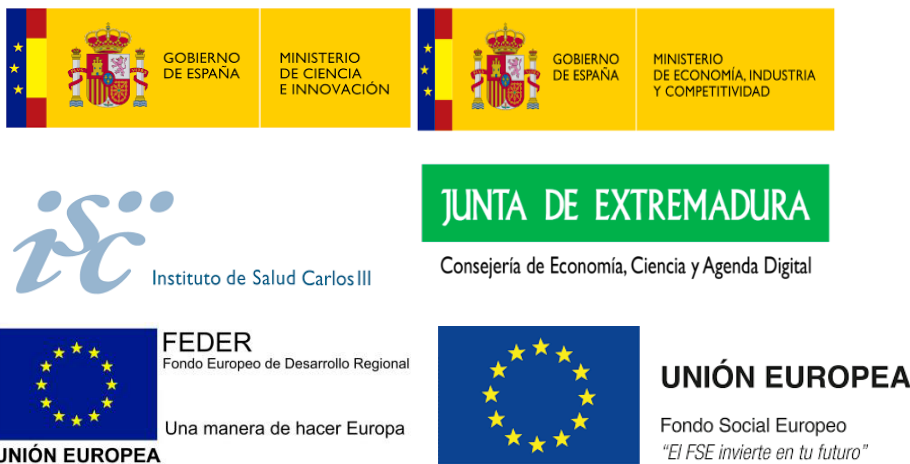 GOBIERNO
DE ESPAÑA
MINISTERIO
DE CIENCIA
E INNOVACIÓN
GOBIERNO
DE ESPAÑA
MINISTERIO
DE ECONOMÍA, INDUSTRIA
Y COMPETITIVIDAD
isciii
Instituto de Salud Carlos III
JUNTA DE EXTREMADURA
Consejería de Economía, Ciencia y Agenda Digital
FEDER
Fondo Europeo de Desarrollo Regional
Una manera de hacer Europa
UNIÓN EUROPEA
UNIÓN EUROPEA
Fondo Social Europeo
“El FSE invierte en tu futuro”